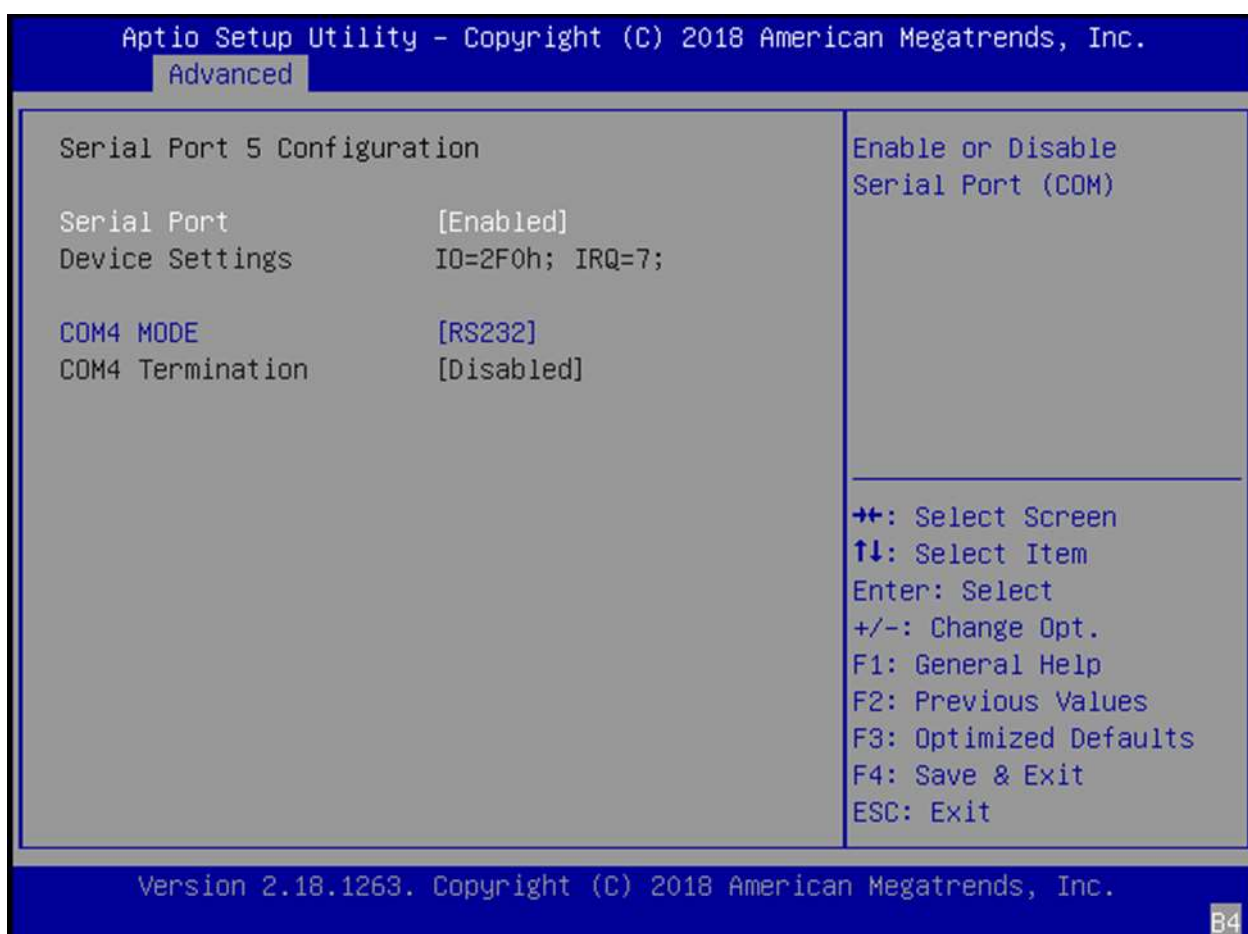 Aptio Setup Utility – Copyright (C) 2018 American Megatrends, Inc.
Advanced
Serial Port 5 Configuration
Serial Port [Enabled]
Device Settings IO=2F0h; IRQ=7;
COM4 MODE [RS232]
COM4 Termination [Disabled]
Enable or Disable
Serial Port (COM)
→←: Select Screen
↑↓: Select Item
Enter: Select
+/-: Change Opt.
F1: General Help
F2: Previous Values
F3: Optimized Defaults
F4: Save & Exit
ESC: Exit
Version 2.18.1263. Copyright (C) 2018 American Megatrends, Inc.
B4